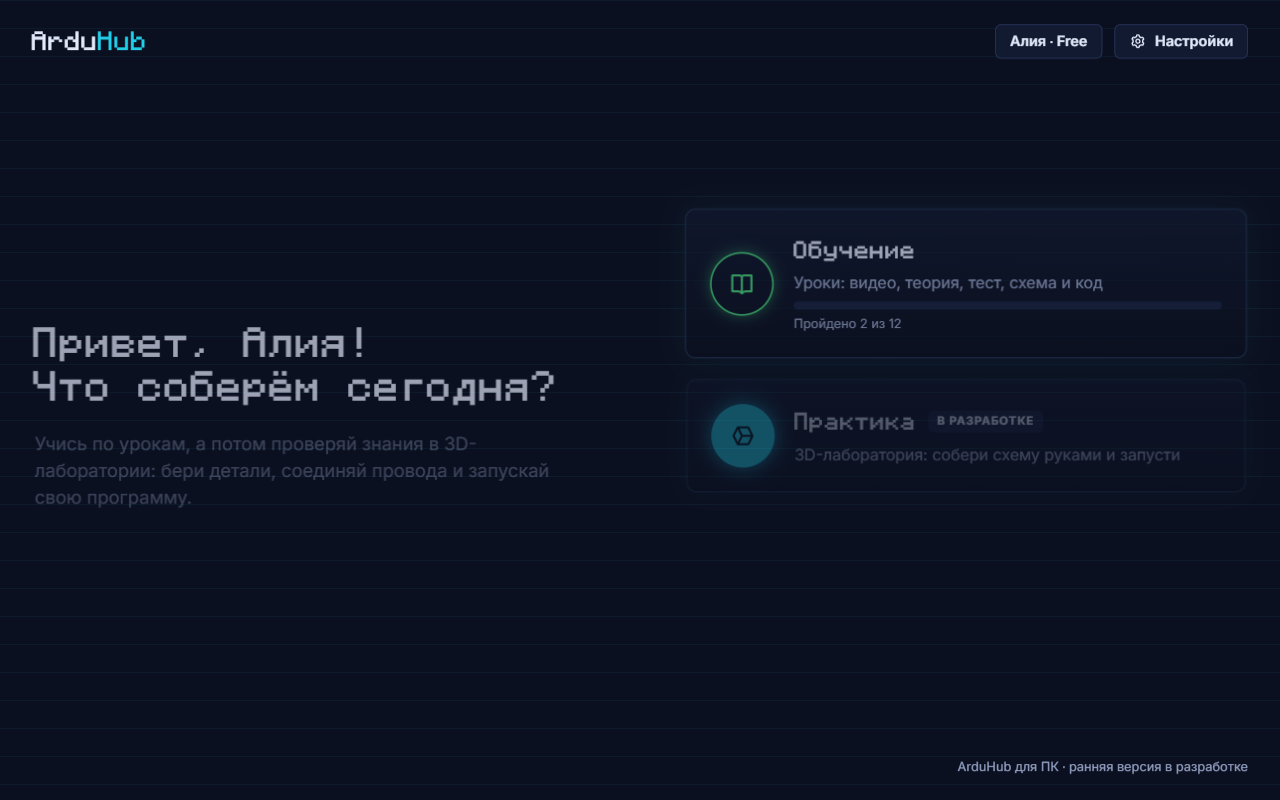 ArduHub
Алия · Free
Настройки
Привет, Алия!
Что соберём сегодня?
Учись по урокам, а потом проверяй знания в 3D-
лаборатории: бери детали, соединяй провода и запускай
свою программу.
Обучение
Уроки: видео, теория, тест, схема и код
Пройдено 2 из 12
Практика
В РАЗРАБОТКЕ
3D-лаборатория: собери схему руками и запусти
ArduHub для ПК · ранняя версия в разработке